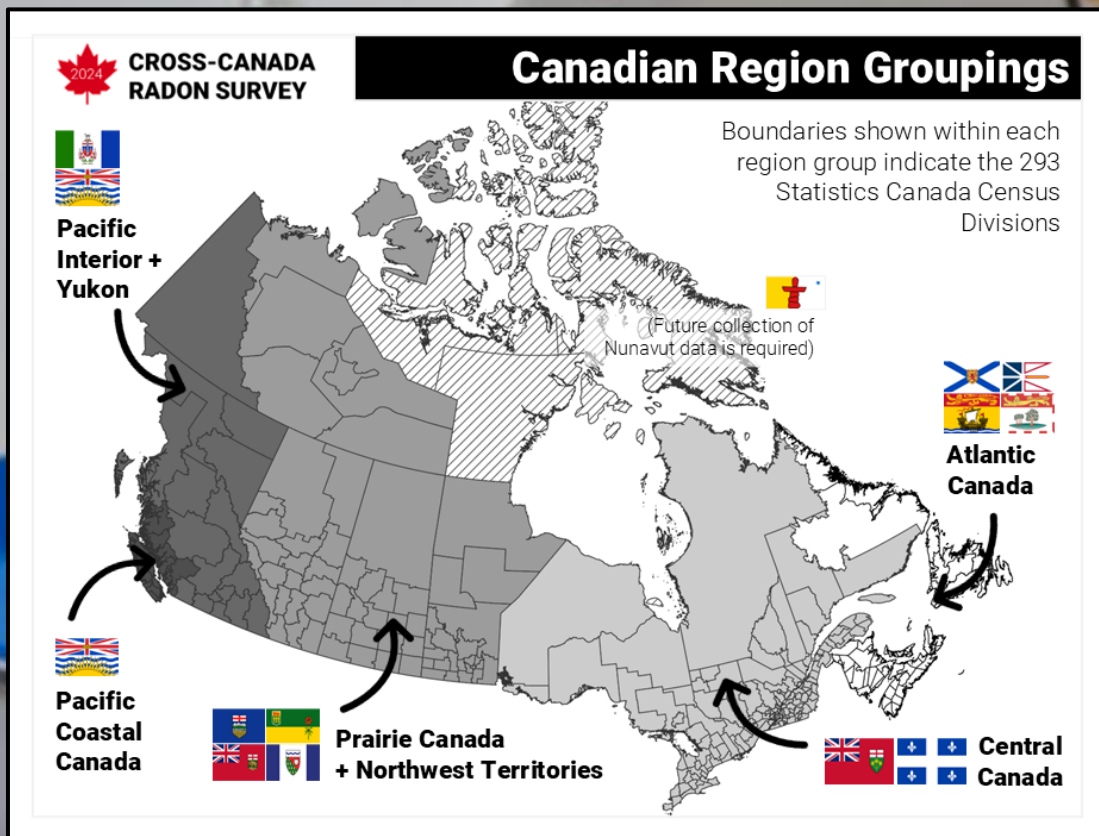 2024
CROSS-CANADA
RADON SURVEY
Canadian Region Groupings
Boundaries shown within each
region group indicate the 293
Statistics Canada Census
Divisions
Pacific
Interior +
Yukon
(Future collection of
Nunavut data is required)
Atlantic
Canada
Pacific
Coastal
Canada
Prairie Canada
+ Northwest Territories
Central
Canada